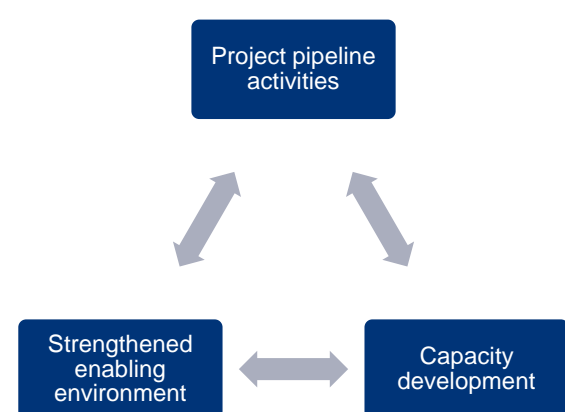 Project pipeline
activities
Strengthened
enabling
environment
Capacity
development